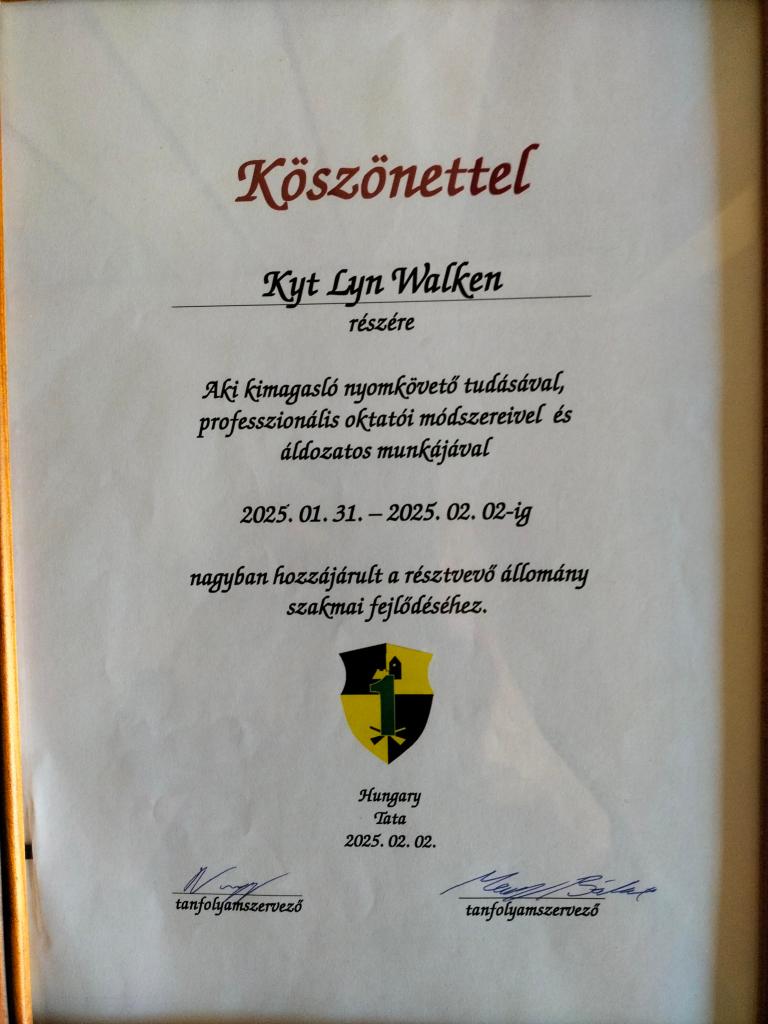 Köszönettel
Kyt Lyn Walken
részére
Aki kimagasló nyomkövető tudásával,
professzionális oktatói módszereivel és
áldozatos munkájával
2025. 01. 31. – 2025. 02. 02-ig
nagyban hozzájárult a résztvevő állomány
szakmai fejlődéséhez.
1
Hungary
Tata
2025. 02. 02.
tanfolyamszervező
tanfolyamszervező